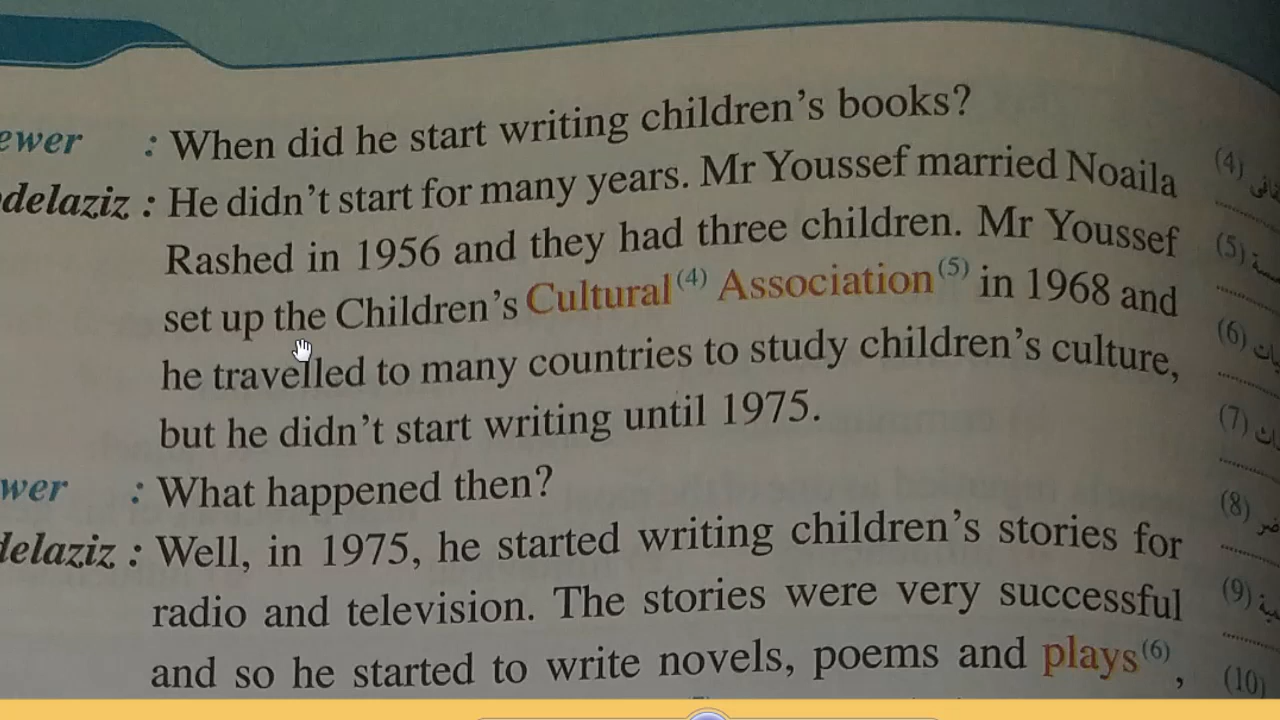 ewer : When did he start writing children's books?
delaziz : He didn't start for many years. Mr Youssef married Noaila
Rashed in 1956 and they had three children. Mr Youssef
set up the Children's Cultural(4) Association(5) in 1968 and
he travelled to many countries to study children's culture,
but he didn't start writing until 1975.
wer : What happened then?
delaziz : Well, in 1975, he started writing children's stories for
radio and television. The stories were very successful
and so he started to write novels, poems and plays(6),
(4)
(5)
(6)
(7)
(8)
(9)
(10)